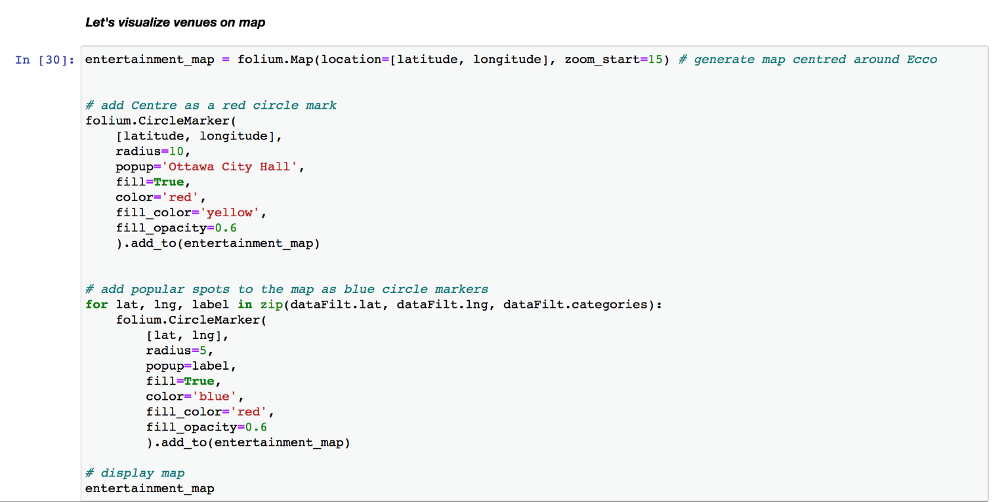 Let's visualize venues on map
In [30]: entertainment_map = folium.Map(location=[latitude, longitude], zoom_start=15) # generate map centred around Ecco
# add Centre as a red circle mark
folium.CircleMarker(
    [latitude, longitude],
    radius=10,
    popup='Ottawa City Hall',
    fill=True,
    color='red',
    fill_color='yellow',
    fill_opacity=0.6
    ).add_to(entertainment_map)
# add popular spots to the map as blue circle markers
for lat, lng, label in zip(dataFilt.lat, dataFilt.lng, dataFilt.categories):
    folium.CircleMarker(
        [lat, lng],
        radius=5,
        popup=label,
        fill=True,
        color='blue',
        fill_color='red',
        fill_opacity=0.6
        ).add_to(entertainment_map)
# display map
entertainment_map